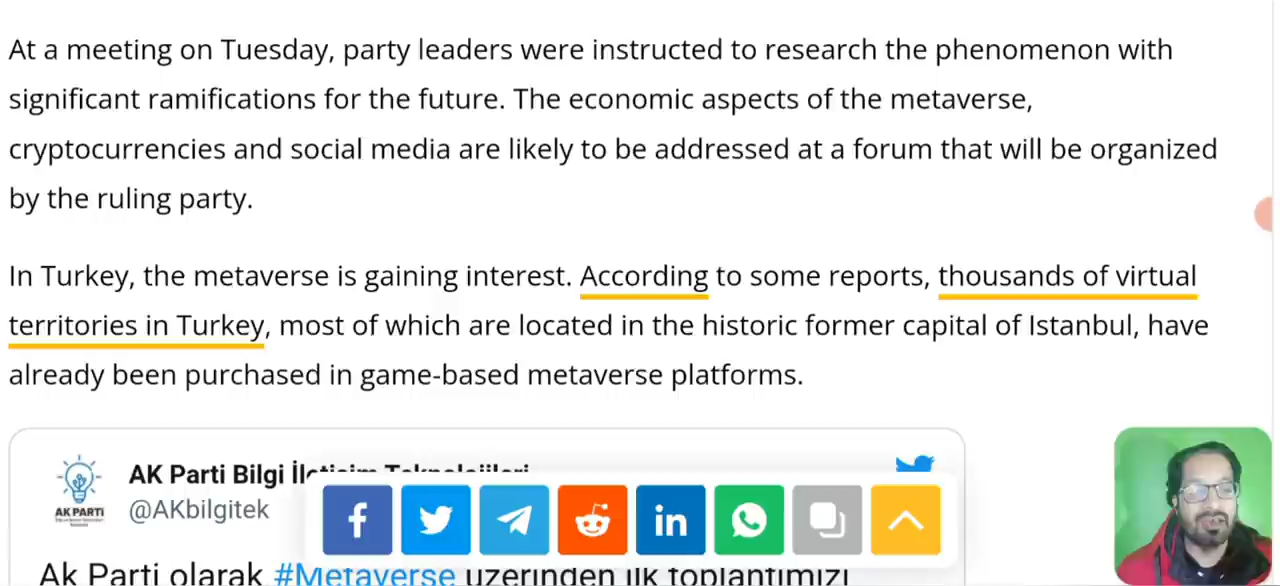 At a meeting on Tuesday, party leaders were instructed to research the phenomenon with
significant ramifications for the future. The economic aspects of the metaverse,
cryptocurrencies and social media are likely to be addressed at a forum that will be organized
by the ruling party.
In Turkey, the metaverse is gaining interest. According to some reports, thousands of virtual
territories in Turkey, most of which are located in the historic former capital of Istanbul, have
already been purchased in game-based metaverse platforms.
AK Parti Bilgi İletişim Teknolojileri
@AKbilgitek
AK PARTİ
Ak Parti olarak #Metaverse üzerinden ilk toplantımızı